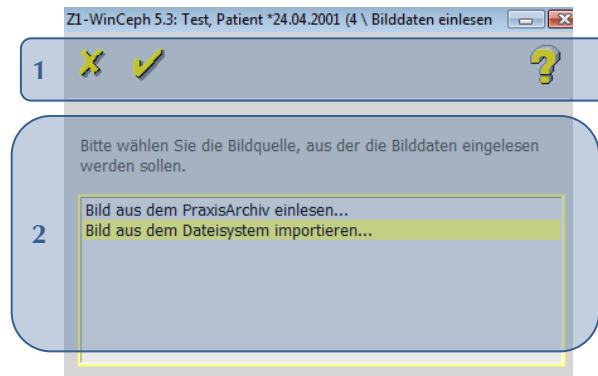 Z1-WinCeph 5.3: Test, Patient *24.04.2001 (4 \ Bilddaten einlesen
1
Bitte wählen Sie die Bildquelle, aus der die Bilddaten eingelesen
werden sollen.
2
Bild aus dem PraxisArchiv einlesen...
Bild aus dem Dateisystem importieren...